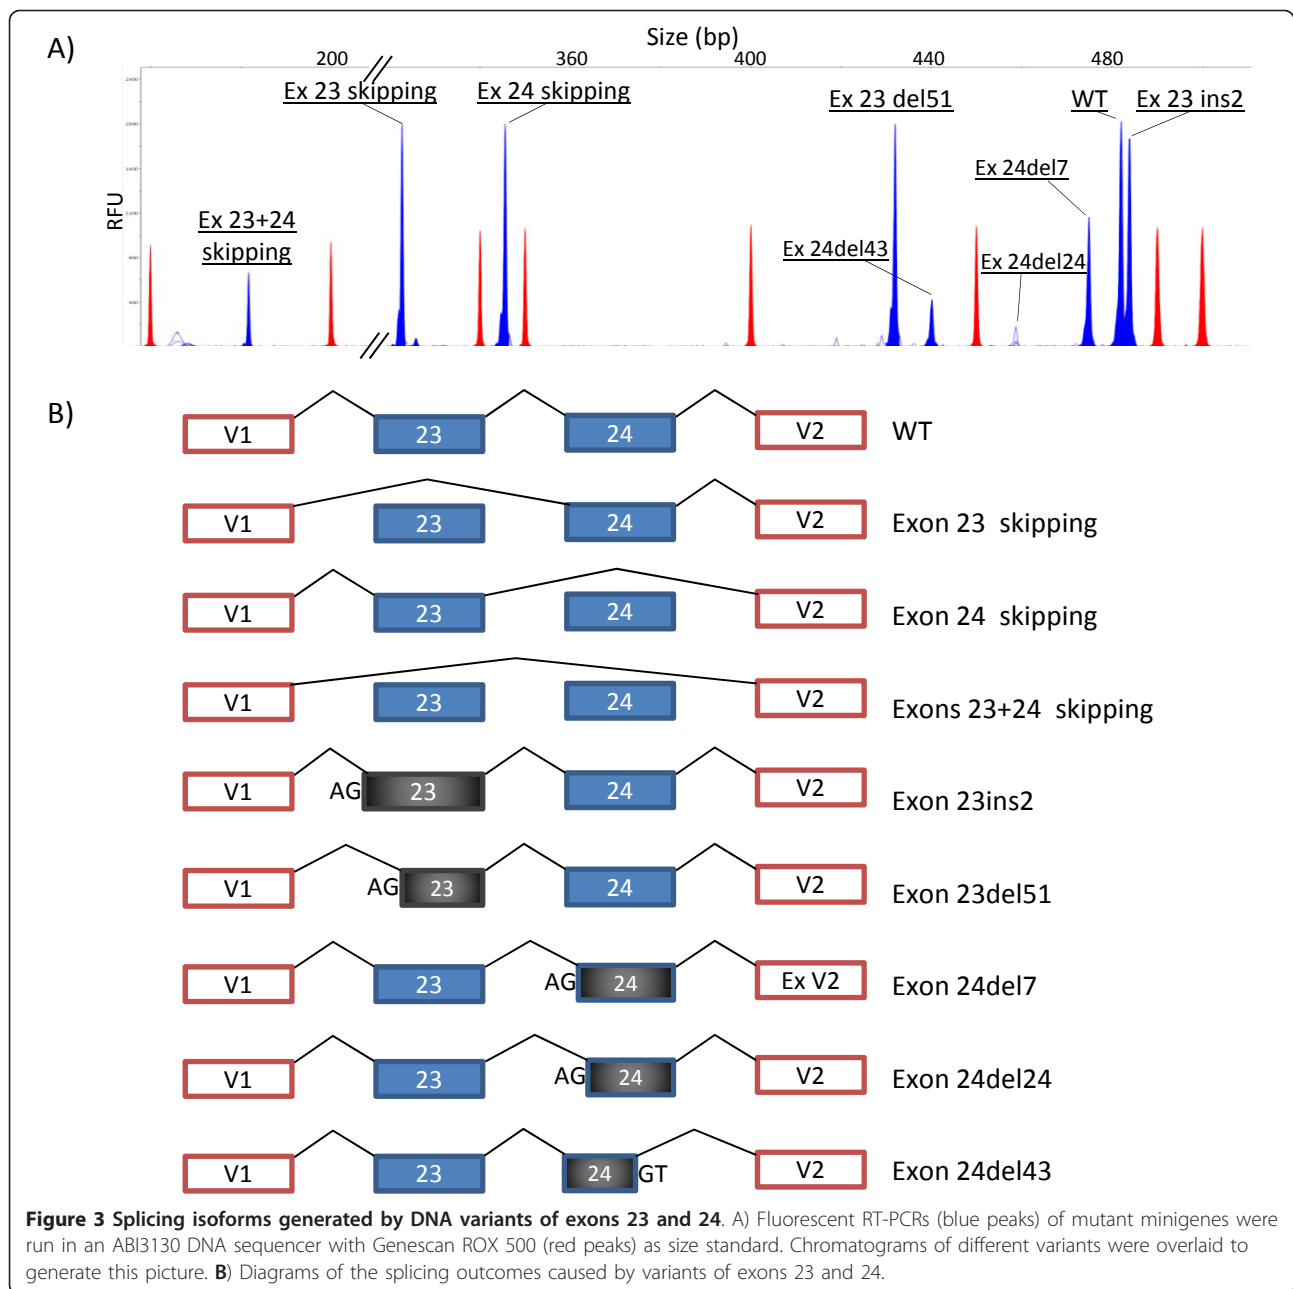 A)
Size (bp)
200 360 400 440 480
Ex 23 skipping
Ex 24 skipping
Ex 23 del51
WT
Ex 23 ins2
Ex 24del7
Ex 23+24
skipping
Ex 24del43
Ex 24del24
RFU
2400
2000
1600
1200
800
400
B)
V1 23 24 V2 WT
V1 23 24 V2 Exon 23 skipping
V1 23 24 V2 Exon 24 skipping
V1 23 24 V2 Exons 23+24 skipping
V1 AG 23 24 V2 Exon 23ins2
V1 AG 23 24 V2 Exon 23del51
V1 23 AG 24 Ex V2 Exon 24del7
V1 23 AG 24 V2 Exon 24del24
V1 23 24 GT V2 Exon 24del43
Figure 3 Splicing isoforms generated by DNA variants of exons 23 and 24. A) Fluorescent RT-PCRs (blue peaks) of mutant minigenes were
run in an ABI3130 DNA sequencer with Genescan ROX 500 (red peaks) as size standard. Chromatograms of different variants were overlaid to
generate this picture. B) Diagrams of the splicing outcomes caused by variants of exons 23 and 24.